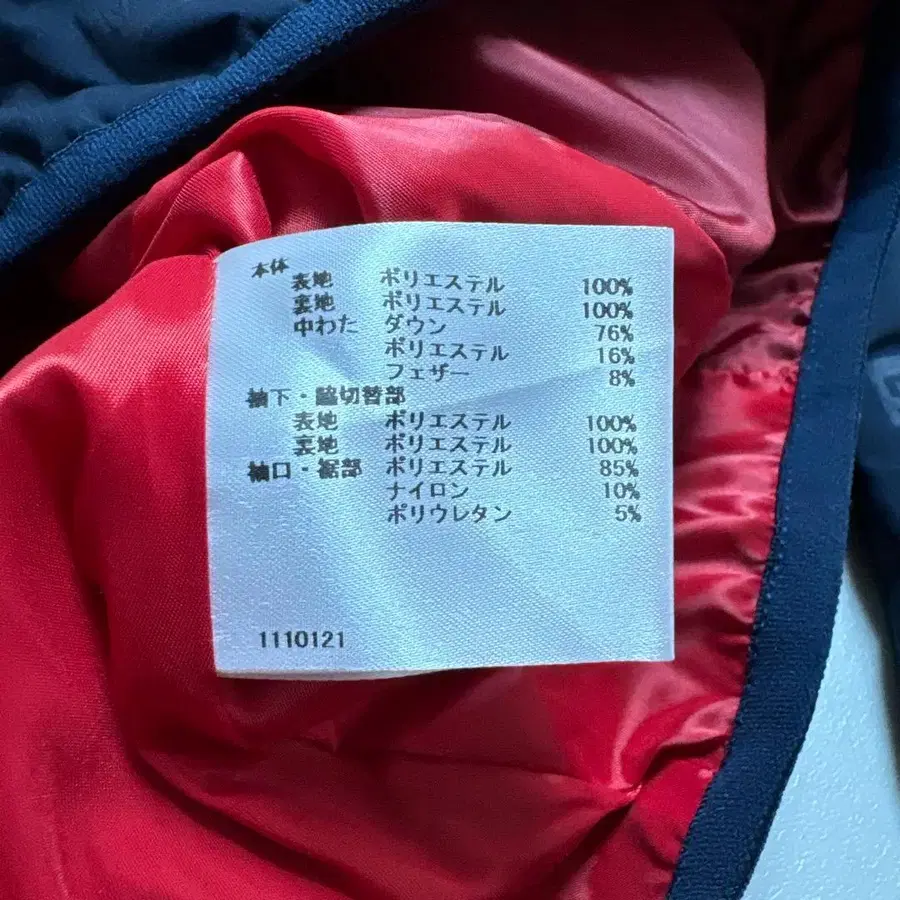 本体
表地 ポリエステル 100%
裏地 ポリエステル 100%
中わた ダウン 76%
ポリエステル 16%
フェザー 8%
袖下・脇切替部
表地 ポリエステル 100%
裏地 ポリエステル 100%
袖口・裾部 ポリエステル 85%
ナイロン 10%
ポリウレタン 5%
1110121